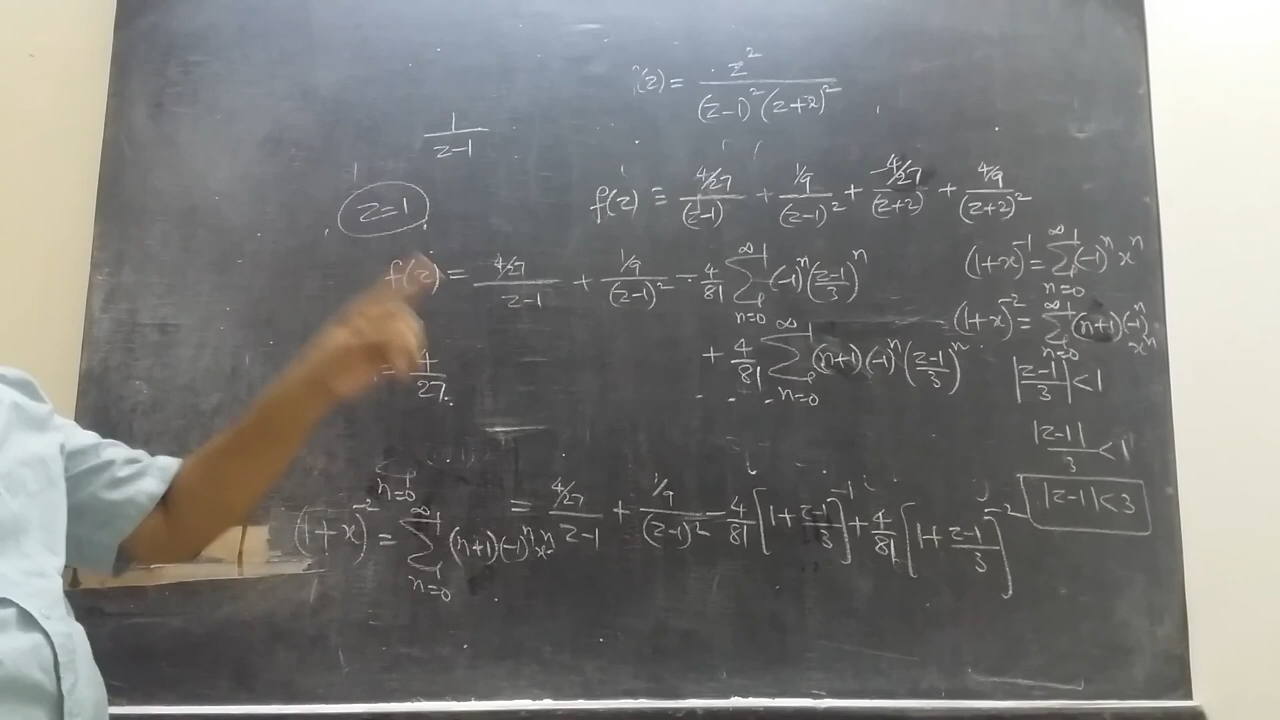 f(z) = z² / (z-1)² (z+2)²
1 / z-1
f(z) = 4/27 / (z-1) + 1/9 / (z-1)² + -4/27 / (z+2) + 4/9 / (z+2)²
z=1
f(z) = 4/27 / z-1 + 1/9 / (z-1)² - 4/81 ∑_{n=0}^{∞} (-1)ⁿ (z-1 / 3)ⁿ
+ 4/81 ∑_{n=0}^{∞} (n+1) (-1)ⁿ (z-1 / 3)ⁿ
(1+x)⁻¹ = ∑_{n=0}^{∞} (-1)ⁿ xⁿ
(1+x)⁻² = ∑_{n=0}^{∞} (n+1) (-1)ⁿ xⁿ
= 4 / 27
|z-1 / 3| < 1
|z-1| / 3 < 1
|z-1| < 3
n=0
= 4/27 / z-1 + 1/9 / (z-1)² - 4/81 [1 + z-1 / 3]⁻¹ + 4/81 [1 + z-1 / 3]⁻²
(1+x)⁻² = ∑_{n=0}^{∞} (n+1) (-1)ⁿ xⁿ